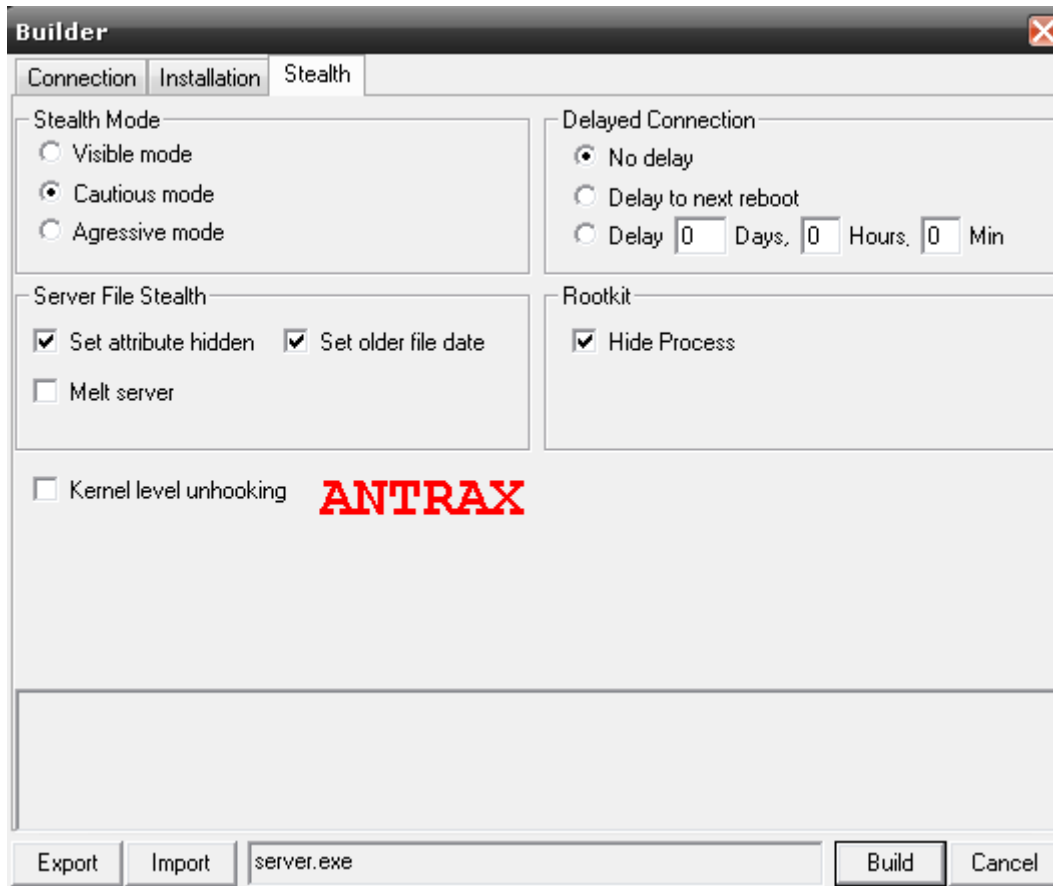 Builder
Connection Installation Stealth
Stealth Mode
Visible mode
Cautious mode
Agressive mode
Delayed Connection
No delay
Delay to next reboot
Delay 0 Days, 0 Hours, 0 Min
Server File Stealth
Set attribute hidden Set older file date
Melt server
Rootkit
Hide Process
Kernel level unhooking ANTRAX
Export Import server.exe Build Cancel